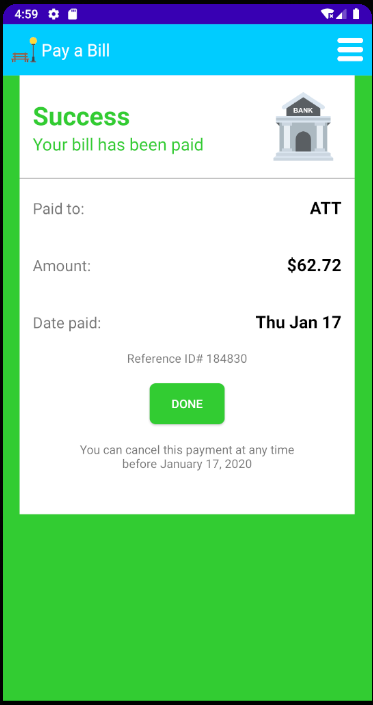 4:59
Pay a Bill
Success
BANK
Your bill has been paid
Paid to: ATT
Amount: $62.72
Date paid: Thu Jan 17
Reference ID# 184830
DONE
You can cancel this payment at any time
before January 17, 2020